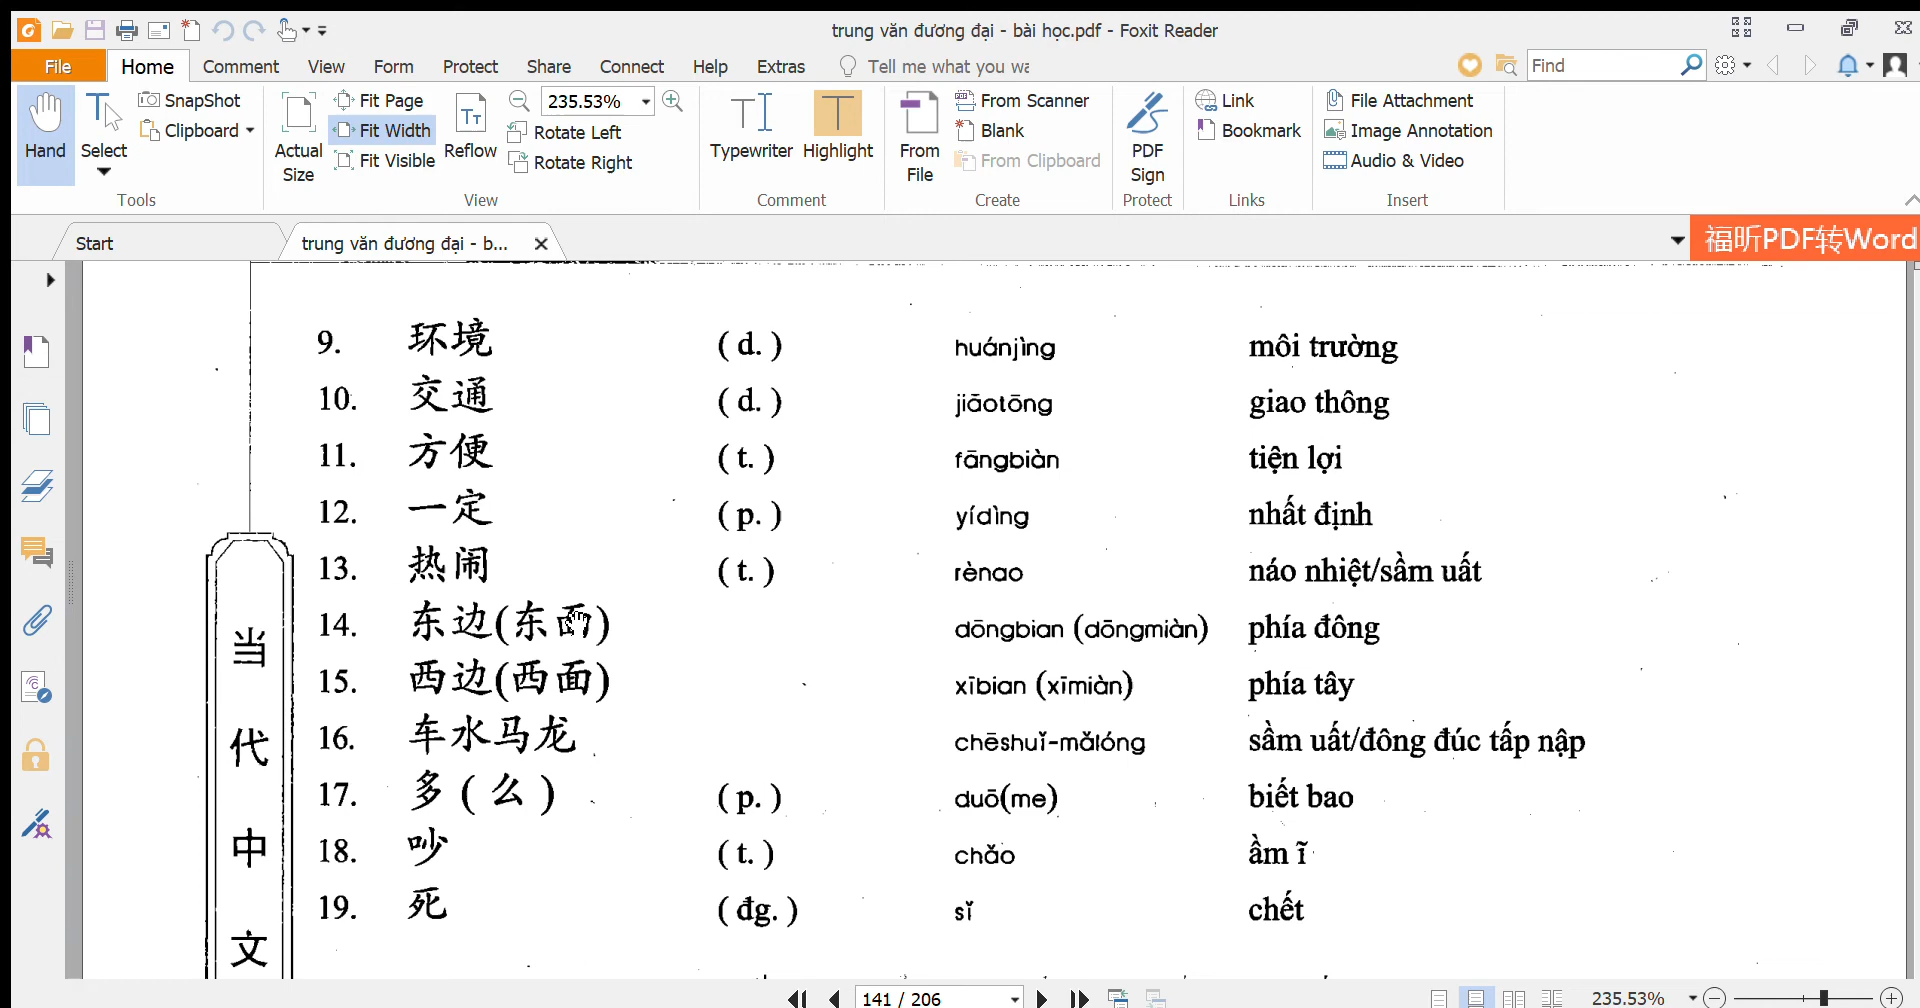 trung văn đương đại - bài học.pdf - Foxit Reader
File Home Comment View Form Protect Share Connect Help Extras Tell me what you wa Find
Hand
Select
SnapShot
Clipboard
Tools
Actual Size
Fit Page
Fit Width
Fit Visible
Reflow
235.53%
Rotate Left
Rotate Right
View
Typewriter
Highlight
Comment
From File
From Scanner
Blank
From Clipboard
Create
PDF Sign
Protect
Link
Bookmark
Links
File Attachment
Image Annotation
Audio & Video
Insert
Start
trung văn đương đại - b...
福昕PDF转Word
9. 环境 (d.) huánjìng môi trường
10. 交通 (d.) jiāotōng giao thông
11. 方便 (t.) fāngbiàn tiện lợi
12. 一定 (p.) yídìng nhất định
13. 热闹 (t.) rènao náo nhiệt/sầm uất
14. 东边(东面) dōngbian (dōngmiàn) phía đông
15. 西边(西面) xībian (xīmiàn) phía tây
16. 车水马龙 chēshuǐ-mǎlóng sầm uất/đông đúc tấp nập
17. 多(么) (p.) duō(me) biết bao
18. 吵 (t.) chǎo ầm ĩ
19. 死 (đg.) sǐ chết
当
代
中
文
141 / 206
235.53%